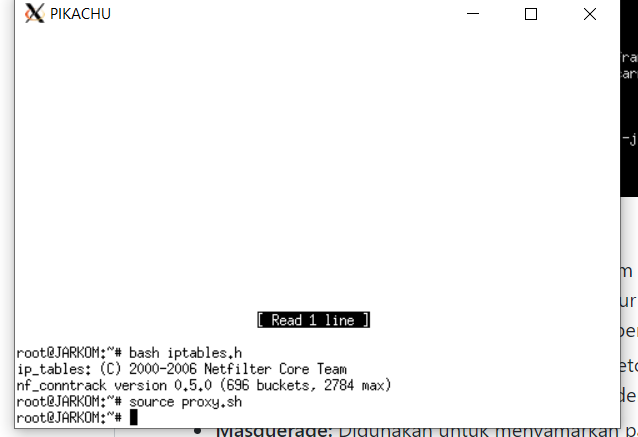 PIKACHU
[ Read 1 line ]
root@JARKOM:~# bash iptables.h
ip_tables: (C) 2000-2006 Netfilter Core Team
nf_conntrack version 0.5.0 (696 buckets, 2784 max)
root@JARKOM:~# source proxy.sh
root@JARKOM:~#
Masquerade: Digunakan untuk menyamarkan